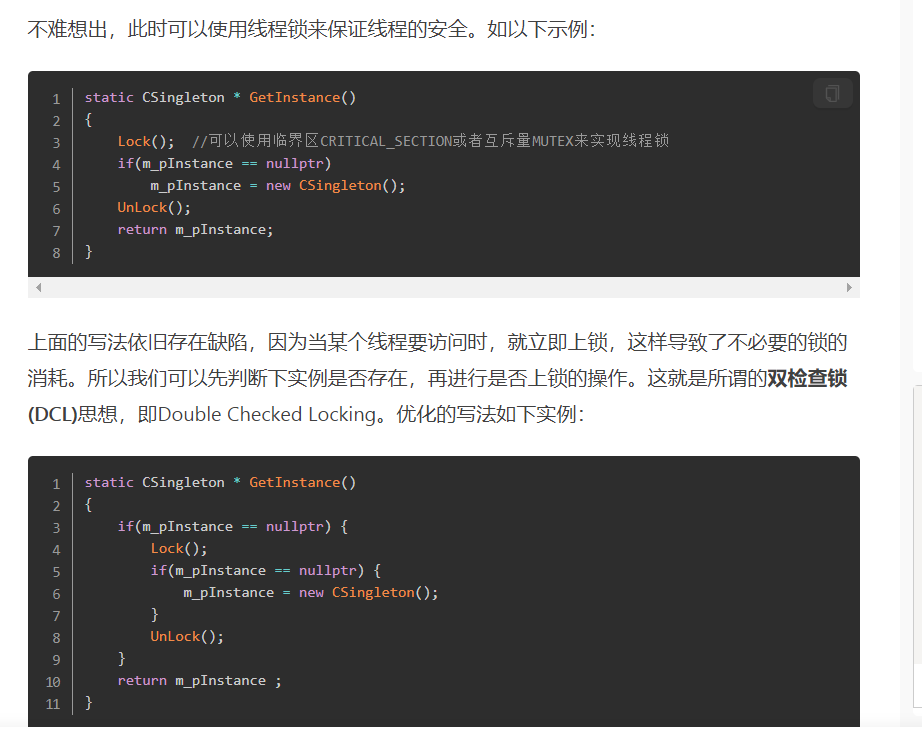 不难想出，此时可以使用线程锁来保证线程的安全。如以下示例：
1 static CSingleton * GetInstance()
2 {
3     Lock();  //可以使用临界区CRITICAL_SECTION或者互斥量MUTEX来实现线程锁
4     if(m_pInstance == nullptr)
5         m_pInstance = new CSingleton();
6     UnLock();
7     return m_pInstance;
8 }
上面的写法依旧存在缺陷，因为当某个线程要访问时，就立即上锁，这样导致了不必要的锁的
消耗。所以我们可以先判断下实例是否存在，再进行是否上锁的操作。这就是所谓的双检查锁
(DCL)思想，即Double Checked Locking。优化的写法如下实例：
1 static CSingleton * GetInstance()
2 {
3     if(m_pInstance == nullptr) {
4         Lock();
5         if(m_pInstance == nullptr) {
6             m_pInstance = new CSingleton();
7         }
8         UnLock();
9     }
10     return m_pInstance ;
11 }